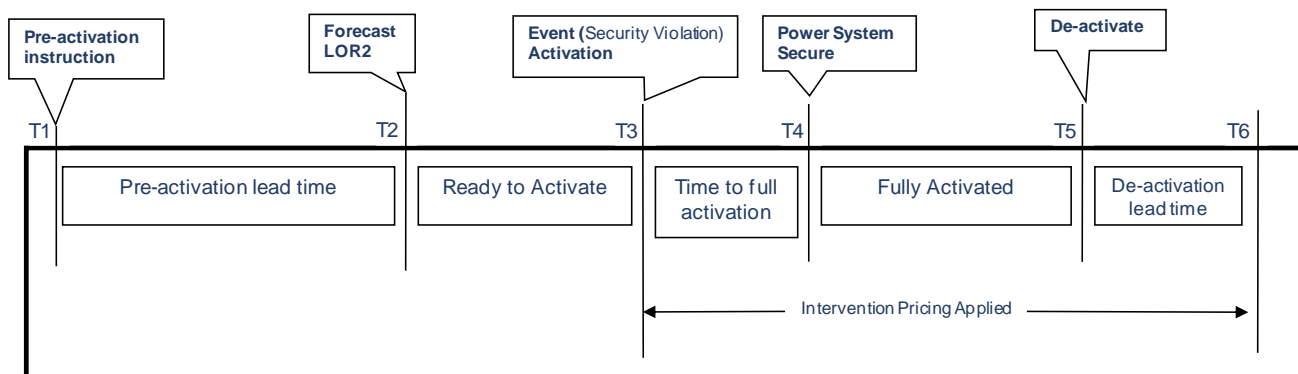 Pre-activation
instruction
Forecast
LOR2
Event (Security Violation)
Activation
Power System
Secure
De-activate
T1
T2
T3
T4
T5
T6
Pre-activation lead time
Ready to Activate
Time to full
activation
Fully Activated
De-activation
lead time
Intervention Pricing Applied